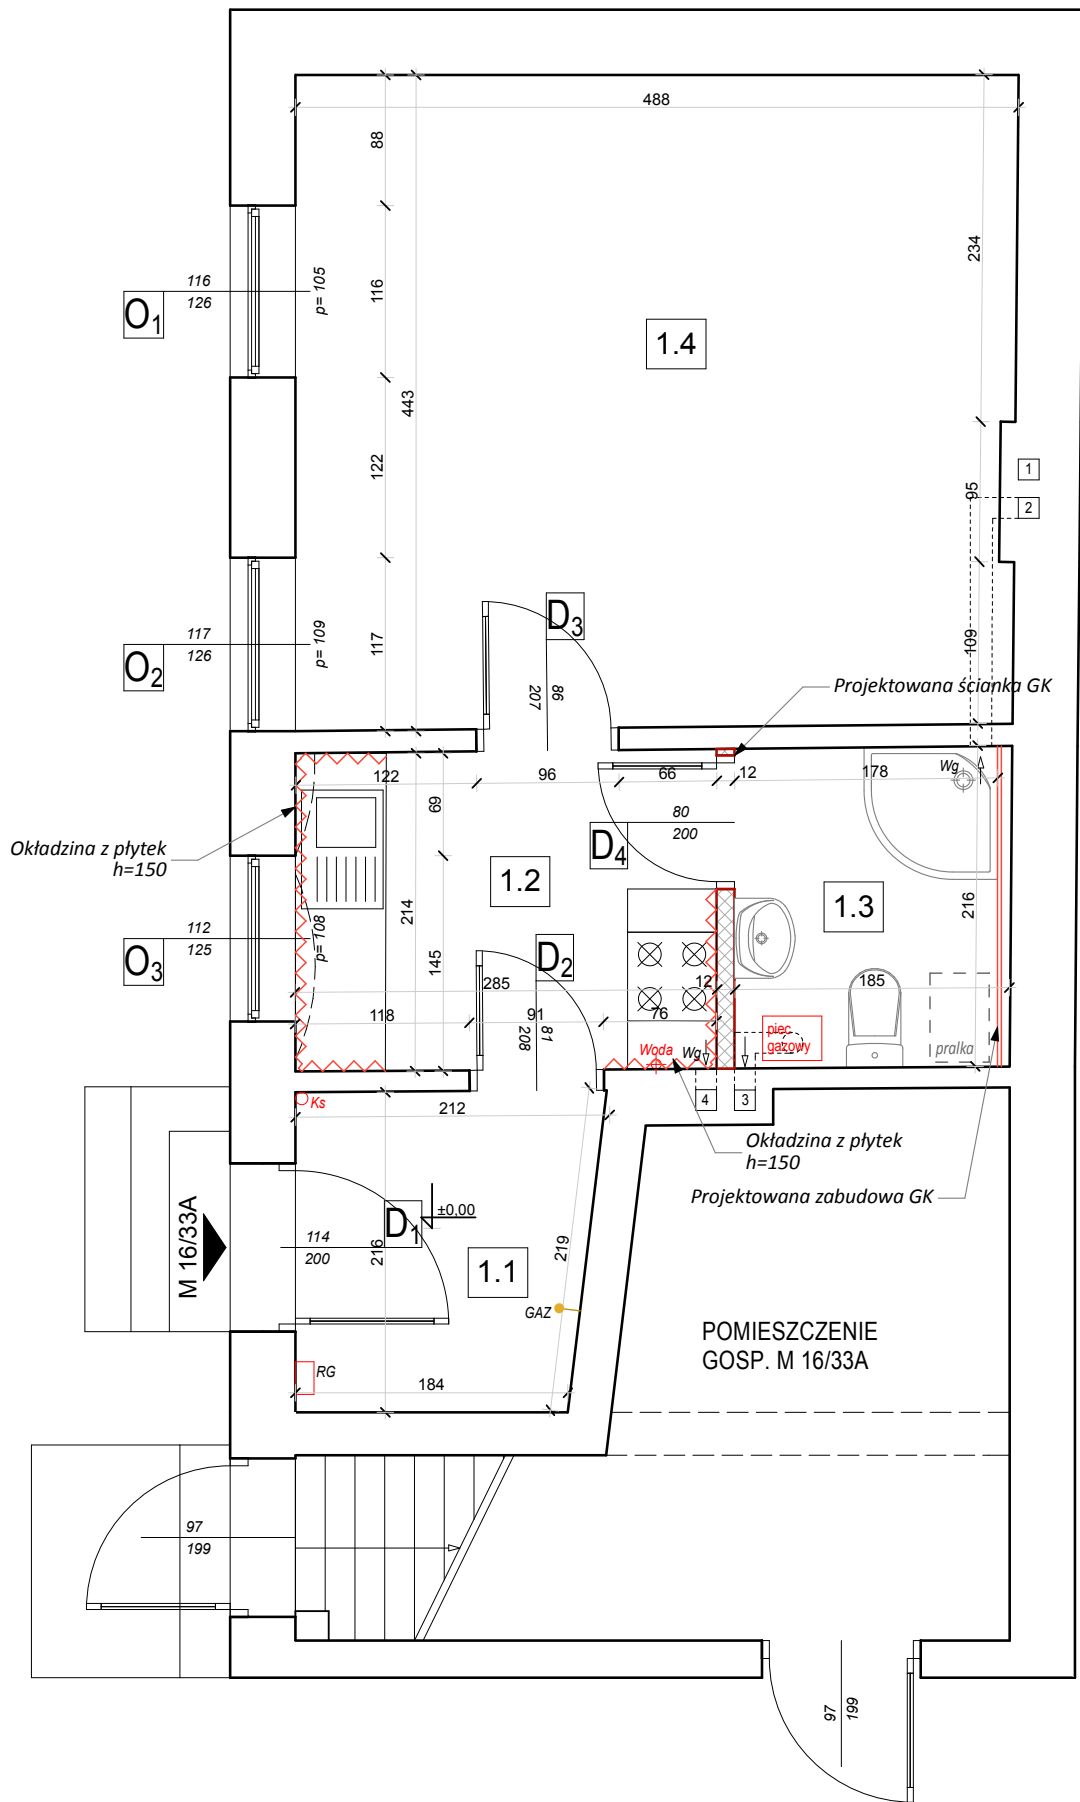 488
88
234
116
126
O1
p= 105
116
1.4
443
122
95
1
2
117
126
O2
p= 109
117
109
D3
86
207
Projektowana ścianka GK
122
96
66
12
178
Wg
69
80
200
D4
Okładzina z płytek
h=150
1.2
1.3
214
216
112
125
O3
p= 108
145
D2
285
12
185
118
91
76
81
208
piec
gazowy
pralka
Woda
Wg
4
3
Ks
212
Okładzina z płytek
h=150
Projektowana zabudowa GK
M 16/33A
D1
±0,00
114
200
216
219
1.1
GAZ
RG
184
POMIESZCZENIE
GOSP. M 16/33A
97
199
97
199